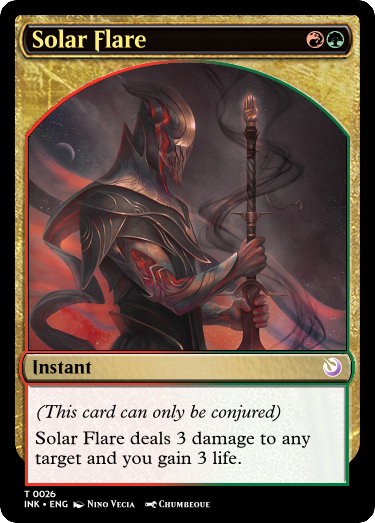 Solar Flare
Instant
(This card can only be conjured)
Solar Flare deals 3 damage to any
target and you gain 3 life.
T 0026
INK • ENG Nino Vecia Chumbeque